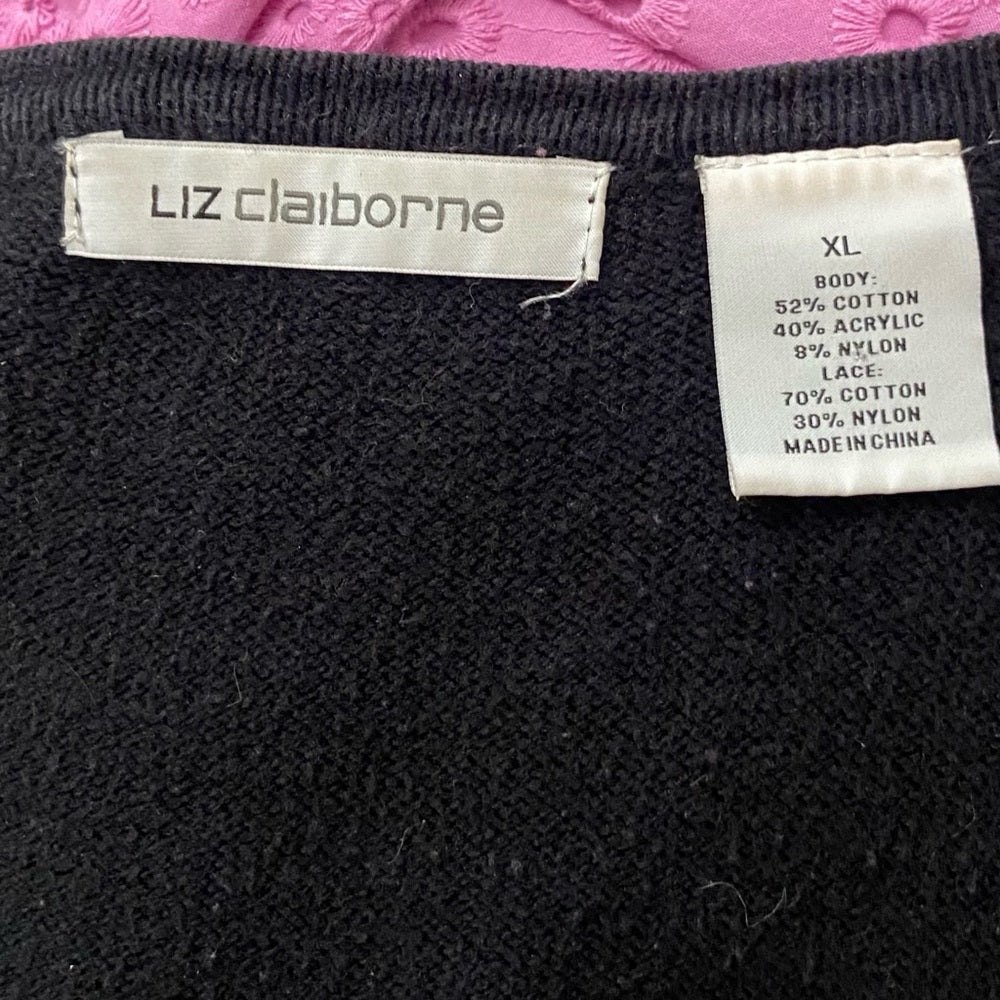 LIZ claiborne
XL
BODY:
52% COTTON
40% ACRYLIC
8% NYLON
LACE:
70% COTTON
30% NYLON
MADE IN CHINA